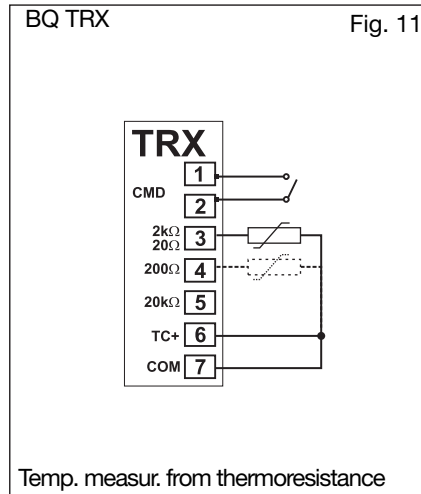 BQ TRX
Fig. 11
TRX
1
CMD
2
2kΩ
20Ω
3
200Ω
4
20kΩ
5
TC+
6
COM
7
Temp. measur. from thermoresistance